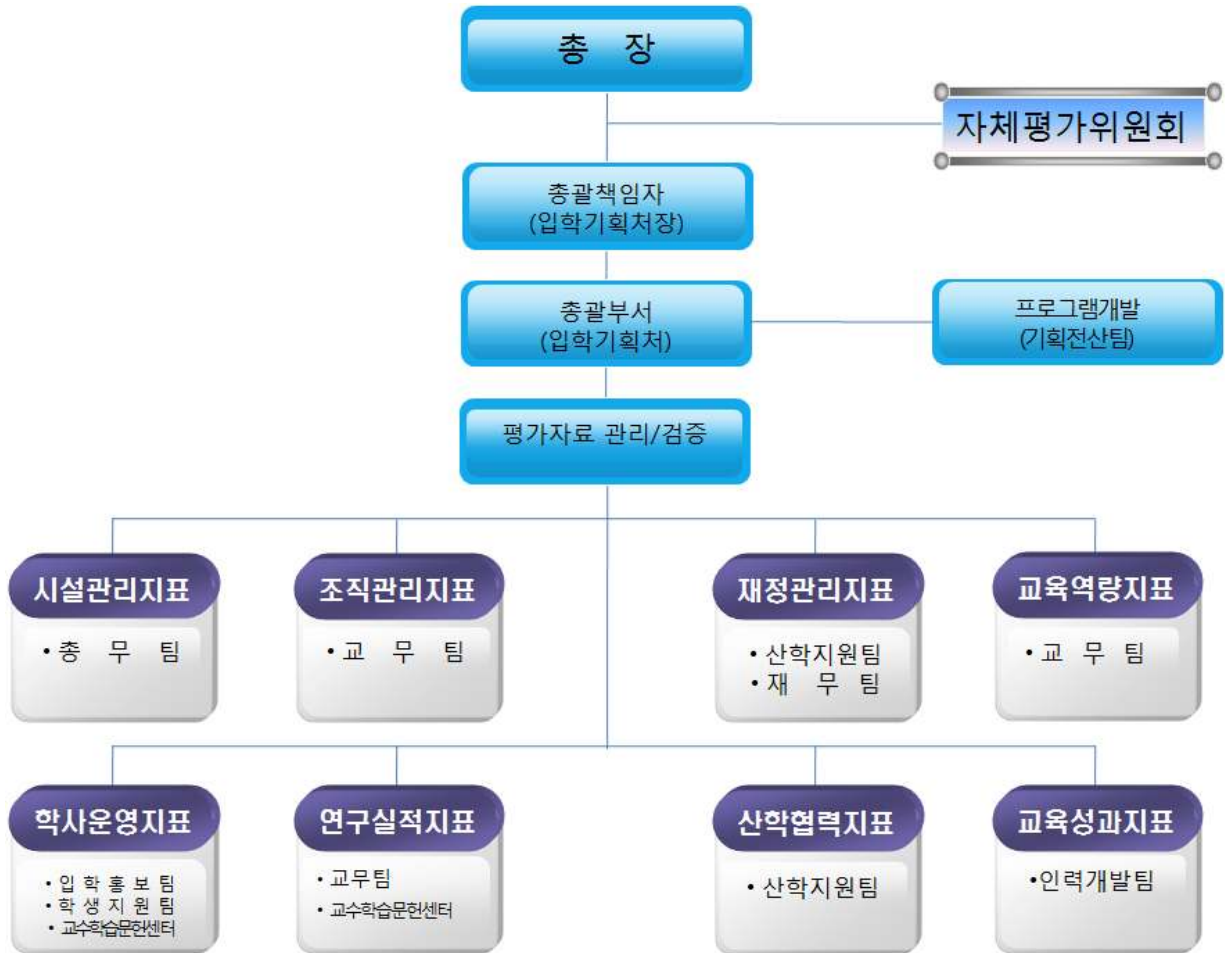 총 장
자체평가위원회
총괄책임자
(입학기획처장)
총괄부서
(입학기획처)
프로그램개발
(기획전산팀)
평가자료 관리/검증
시설관리지표
• 총 무 팀
조직관리지표
• 교 무 팀
재정관리지표
• 산학지원팀
• 재 무 팀
교육역량지표
• 교 무 팀
학사운영지표
• 입 학 홍 보 팀
• 학 생 지 원 팀
• 교수학습문헌센터
연구실적지표
• 교무팀
• 교수학습문헌센터
산학협력지표
• 산학지원팀
교육성과지표
•인력개발팀